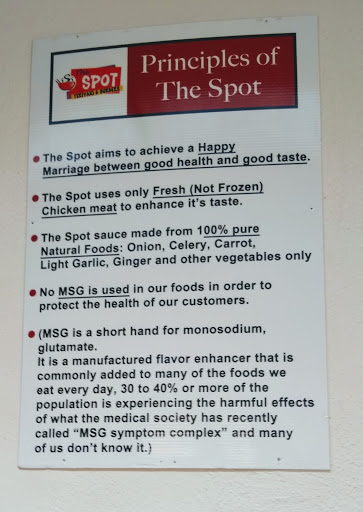 The
SPOT
TERIYAKI & BURGERS
Principles of
The Spot
• The Spot aims to achieve a Happy
Marriage between good health and good taste.
• The Spot uses only Fresh (Not Frozen)
Chicken meat to enhance it's taste.
• The Spot sauce made from 100% pure
Natural Foods: Onion, Celery, Carrot,
Light Garlic, Ginger and other vegetables only
• No MSG is used in our foods in order to
protect the health of our customers.
• (MSG is a short hand for monosodium,
glutamate.
It is a manufactured flavor enhancer that is
commonly added to many of the foods we
eat every day, 30 to 40% or more of the
population is experiencing the harmful effects
of what the medical society has recently
called "MSG symptom complex" and many
of us don't know it.)